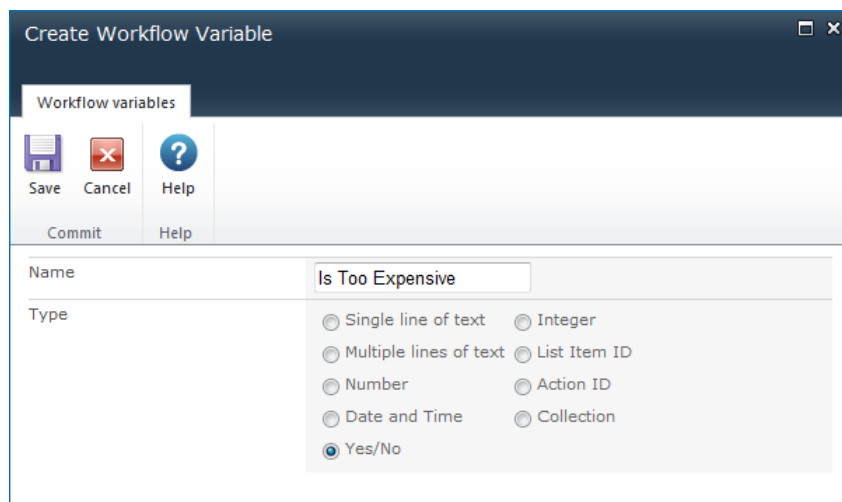 Create Workflow Variable
Workflow variables
Save Cancel Help
Commit Help
Name Is Too Expensive
Type Single line of text Integer
Multiple lines of text List Item ID
Number Action ID
Date and Time Collection
Yes/No